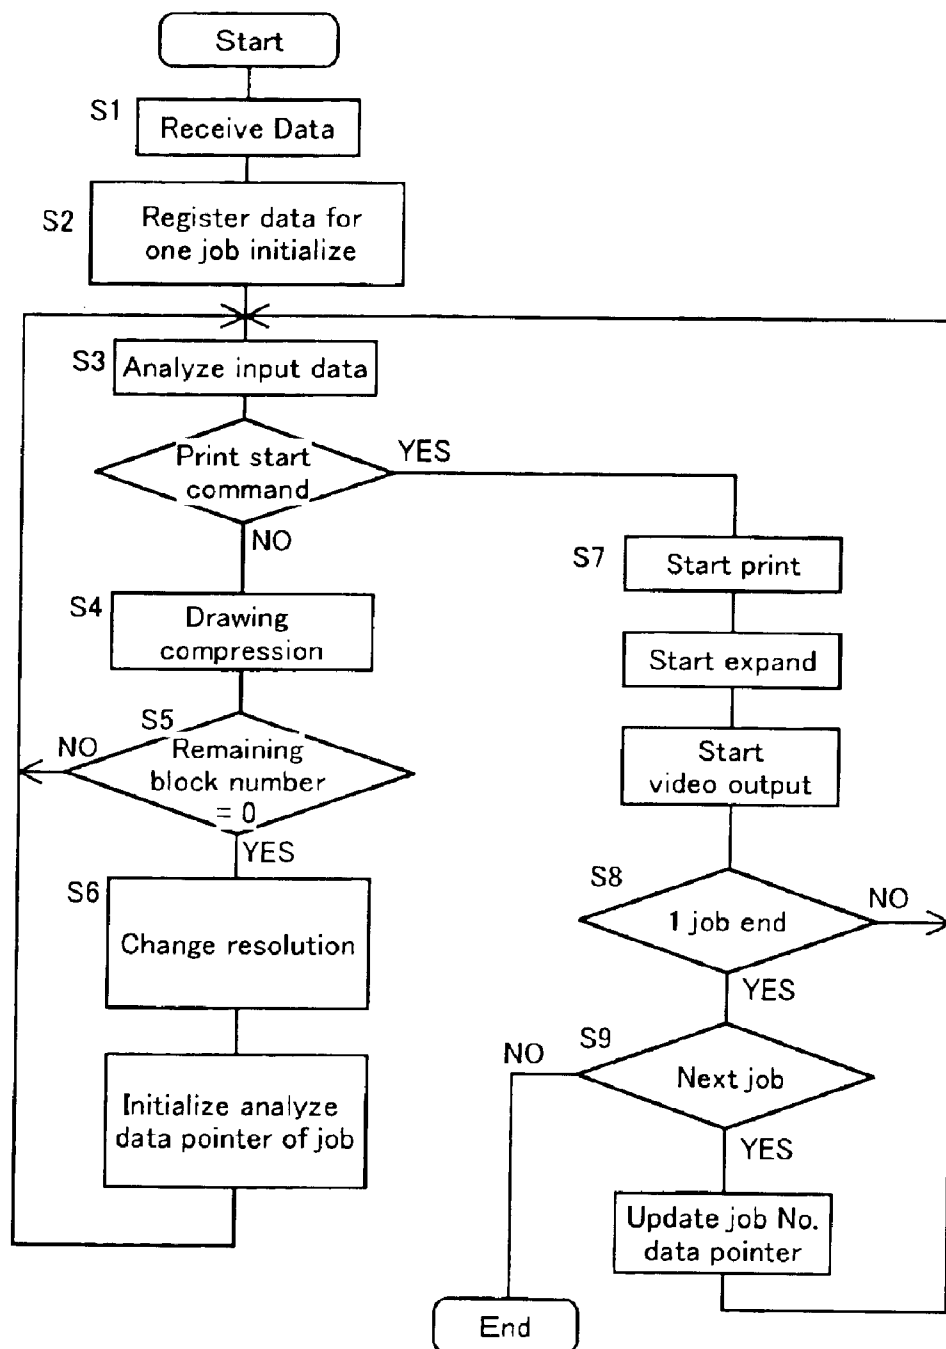 Start
S1
Receive Data
S2
Register data for
one job initialize
S3
Analyze input data
Print start
command
YES
NO
S4
Drawing
compression
S5
NO
Remaining
block number
= 0
YES
S6
Change resolution
Initialize analyze
data pointer of job
S7
Start print
Start expand
Start
video output
S8
1 job end
NO
YES
S9
NO
Next job
YES
Update job No.
data pointer
End